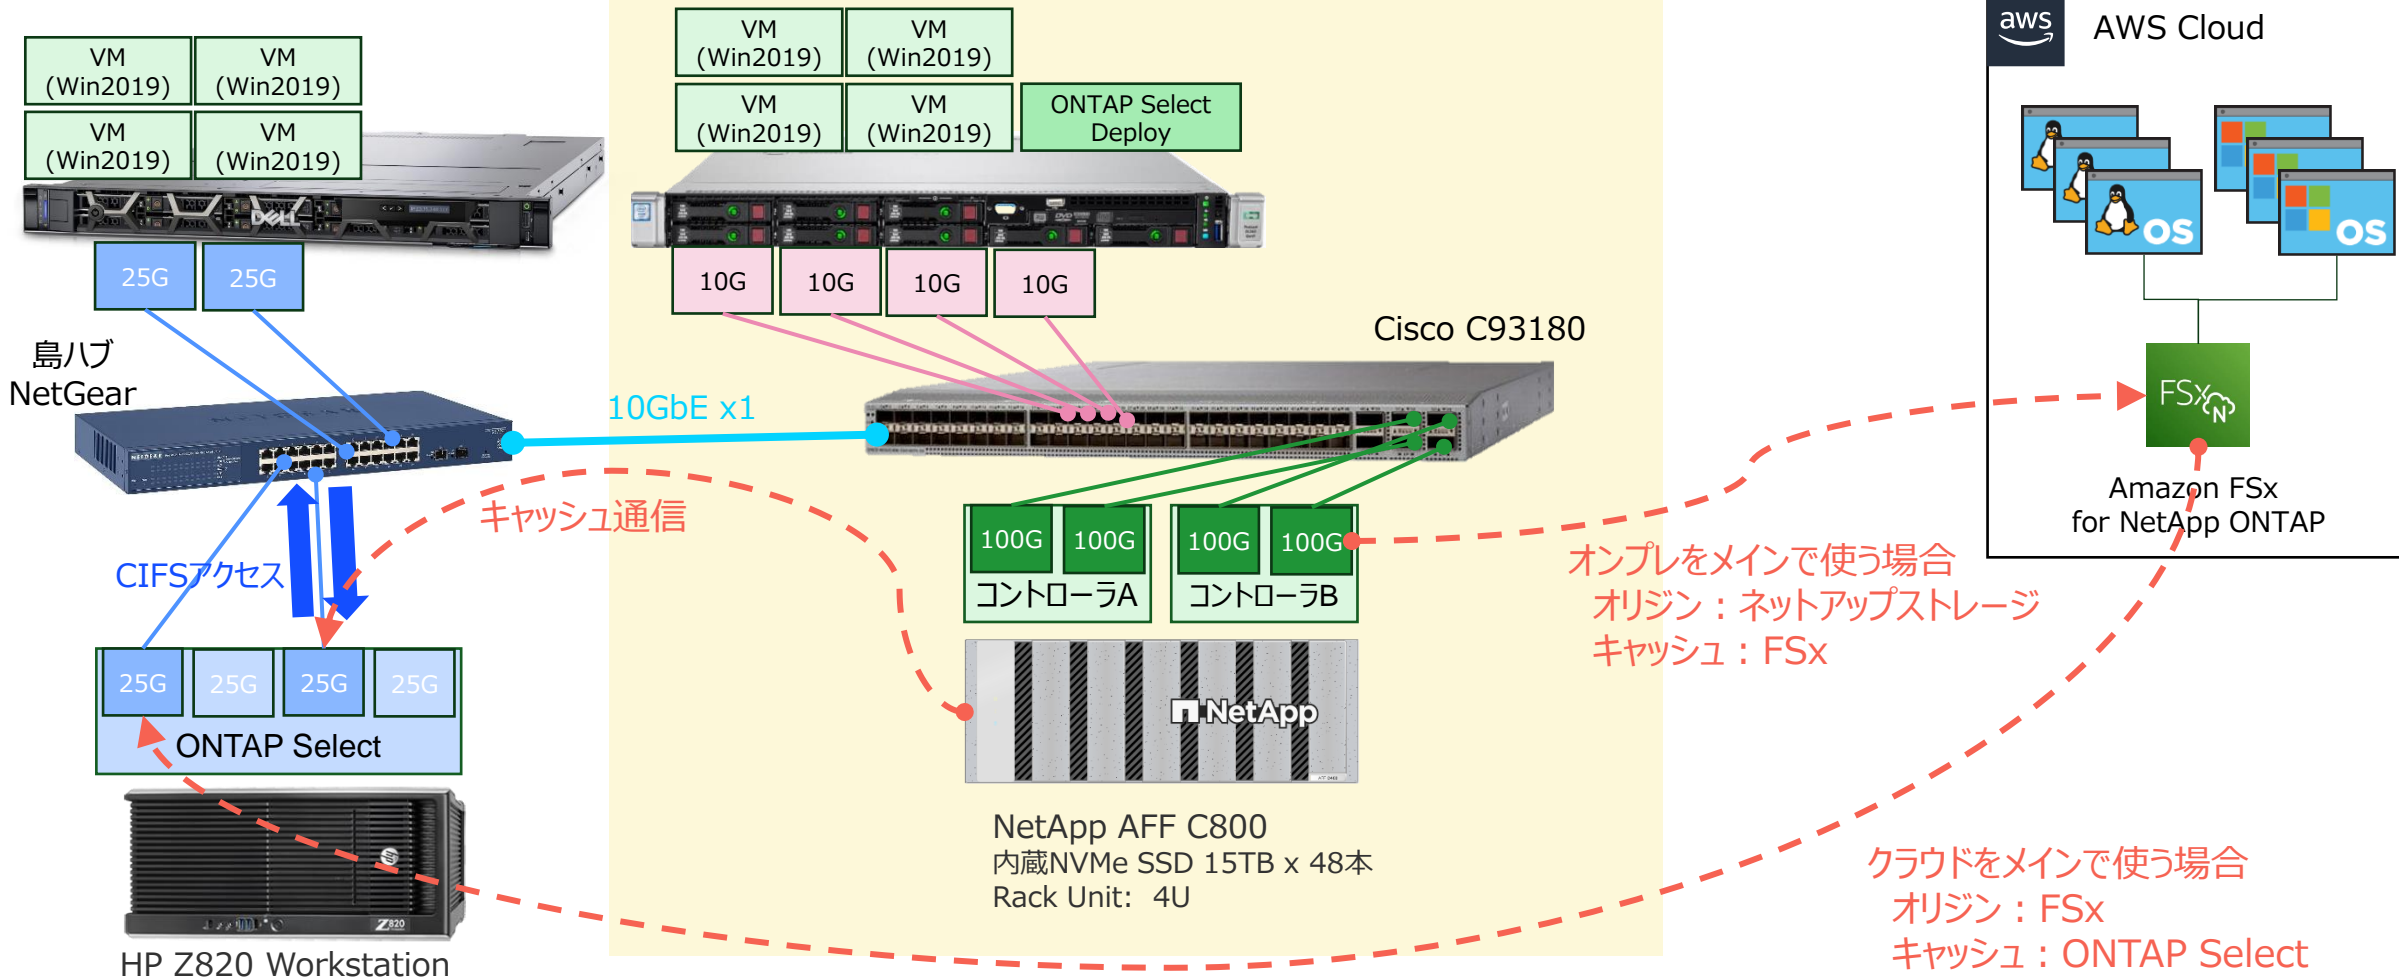 VM
(Win2019)
VM
(Win2019)
VM
(Win2019)
VM
(Win2019)
DELL
25G
25G
島ハブ
NetGear
NETGEAR
10GbE x1
CIFSアクセス
キャッシュ通信
25G
25G
25G
25G
ONTAP Select
hp
Z820
HP Z820 Workstation
VM
(Win2019)
VM
(Win2019)
VM
(Win2019)
VM
(Win2019)
ONTAP Select
Deploy
10G
10G
10G
10G
Cisco C93180
100G
100G
コントローラA
100G
100G
コントローラB
NetApp
NetApp AFF C800
内蔵NVMe SSD 15TB x 48本
Rack Unit: 4U
aws
AWS Cloud
OS
OS
FSx
N
Amazon FSx
for NetApp ONTAP
オンプレをメインで使う場合
オリジン：ネットアップストレージ
キャッシュ：FSx
クラウドをメインで使う場合
オリジン：FSx
キャッシュ：ONTAP Select